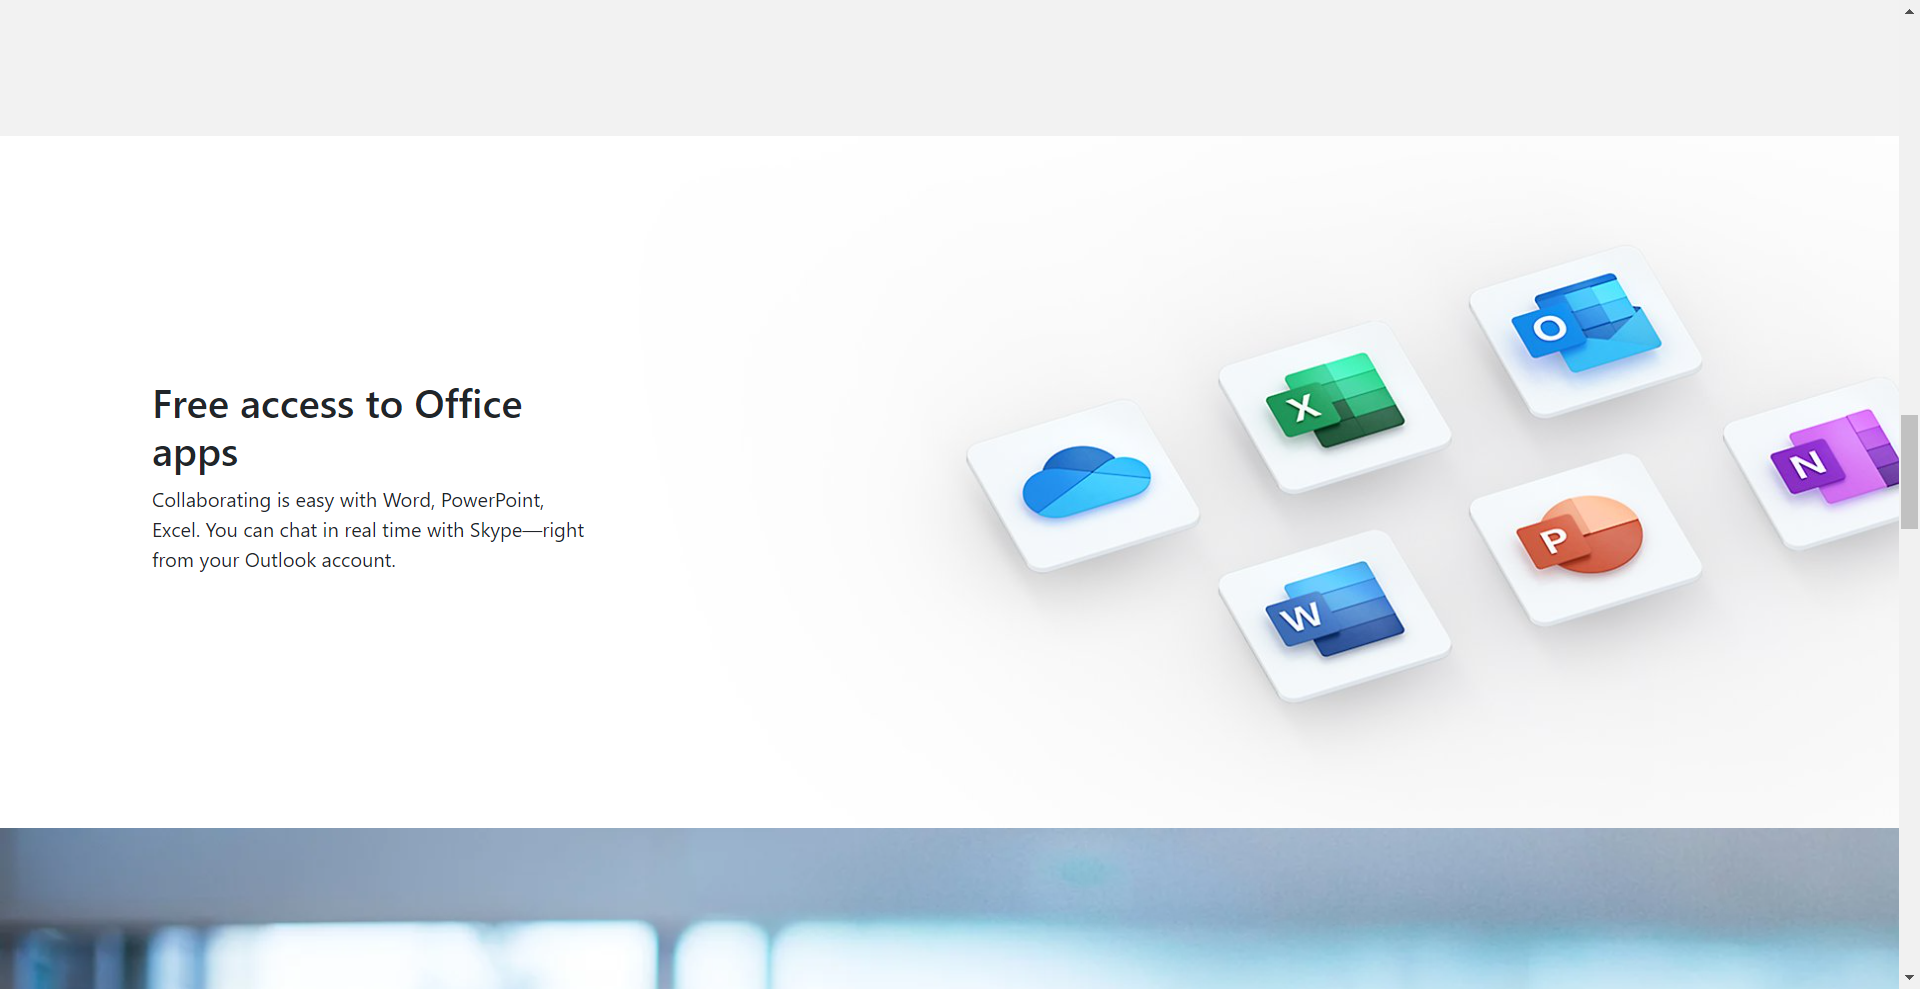 Free access to Office
apps
Collaborating is easy with Word, PowerPoint,
Excel. You can chat in real time with Skype—right
from your Outlook account.
O
X
N
P
W